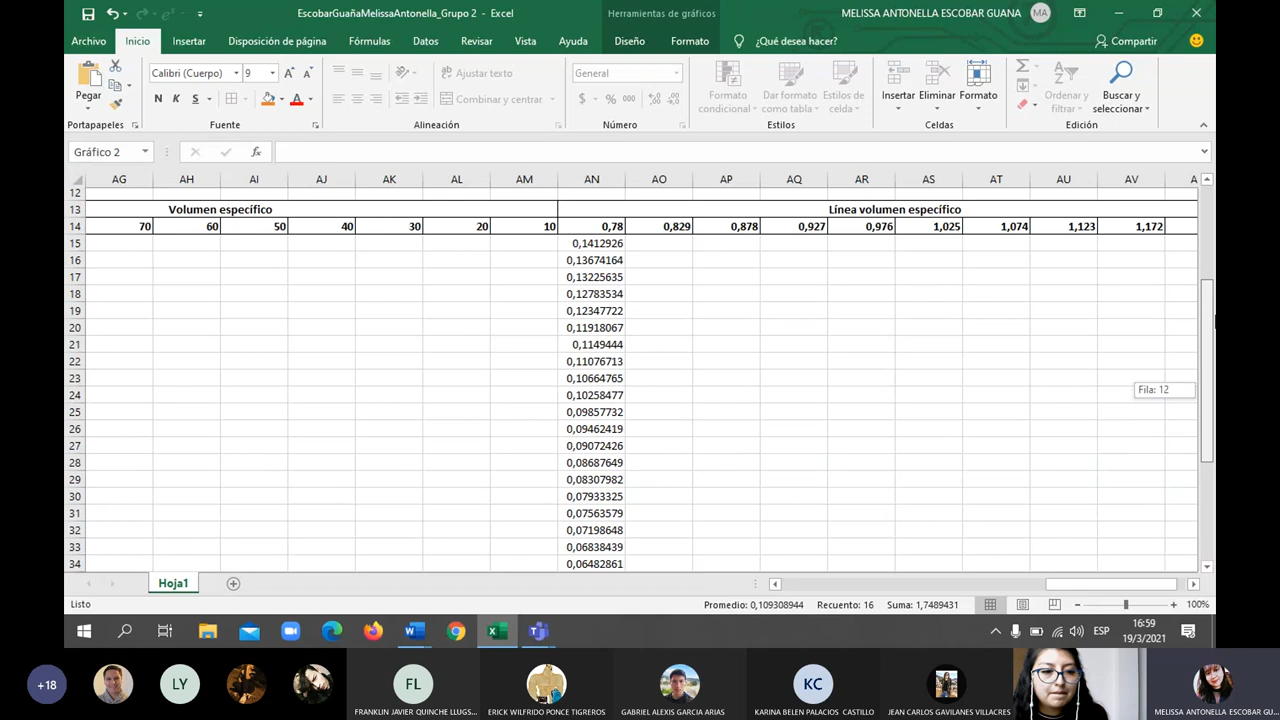 EscobarGuañaMelissaAntonella_Grupo 2 - Excel
Herramientas de gráficos
MELISSA ANTONELLA ESCOBAR GUANA
MA
Archivo Inicio Insertar Disposición de página Fórmulas Datos Revisar Vista Ayuda Diseño Formato ¿Qué desea hacer? Compartir
Pegar
Calibri (Cuerpo) 9
Ajustar texto
General
N K S
Combinar y centrar
$ % 000
Formato condicional
Dar formato como tabla
Estilos de celda
Insertar Eliminar Formato
Ordenar y filtrar
Buscar y seleccionar
Portapapeles Fuente Alineación Número Estilos Celdas Edición
Gráfico 2
fx
AG AH AI AJ AK AL AM AN AO AP AQ AR AS AT AU AV A
12
13 Volumen específico Línea volumen específico
14 70 60 50 40 30 20 10 0,78 0,829 0,878 0,927 0,976 1,025 1,074 1,123 1,172
15 0,1412926
16 0,13674164
17 0,13225635
18 0,12783534
19 0,12347722
20 0,11918067
21 0,1149444
22 0,11076713
23 0,10664765
24 0,10258477
25 0,09857732
26 0,09462419
27 0,09072426
28 0,08687649
29 0,08307982
30 0,07933325
31 0,07563579
32 0,07198648
33 0,06838439
34 0,06482861
Fila: 12
Hoja1
Listo
Promedio: 0,109308944 Recuento: 16 Suma: 1,7489431
100%
ESP
16:59
19/3/2021
+18
LY
FL
KC
FRANKLIN JAVIER QUINCHE LLUGS...
ERICK WILFRIDO PONCE TIGREROS
GABRIEL ALEXIS GARCIA ARIAS
KARINA BELEN PALACIOS CASTILLO
JEAN CARLOS GAVILANES VILLACRES
MELISSA ANTONELLA ESCOBAR GU...